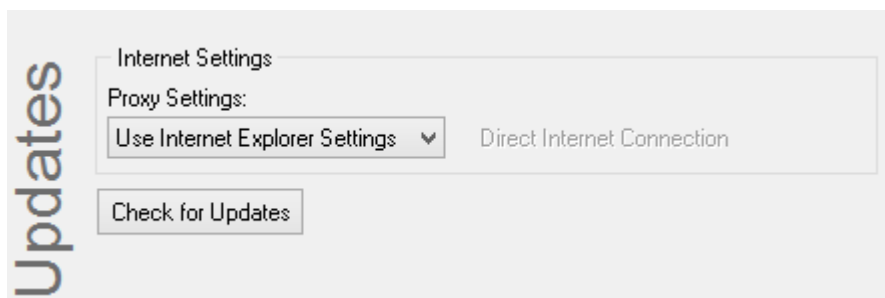 Updates
Internet Settings
Proxy Settings:
Use Internet Explorer Settings
Direct Internet Connection
Check for Updates